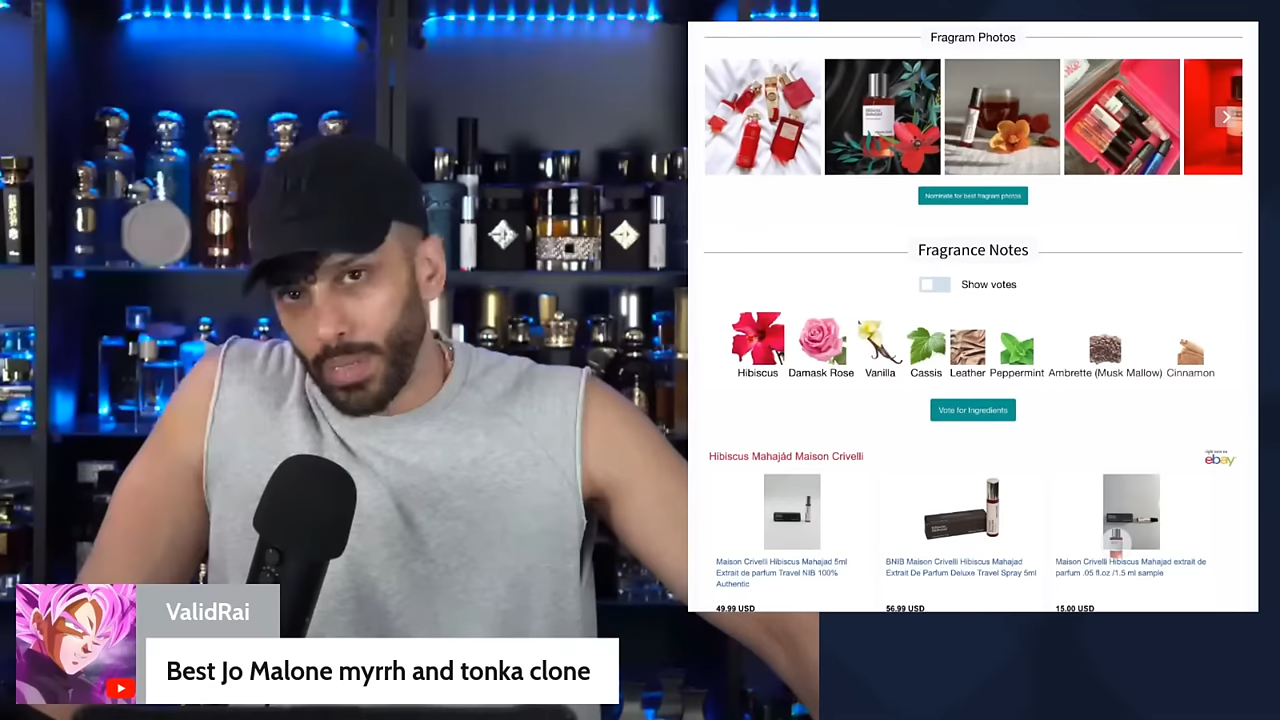 Fragram Photos
Nominate for best fragram photos
Fragrance Notes
Show votes
Hibiscus Damask Rose Vanilla Cassis Leather Peppermint Ambrette (Musk Mallow) Cinnamon
Vote for Ingredients
Hibiscus Mahajád Maison Crivelli
right now on
ebay
Maison Crivelli Hibiscus Mahajad 5ml
Extrait de parfum Travel NIB 100%
Authentic
49.99 USD
BNIB Maison Crivelli Hibiscus Mahajad
Extrait De Parfum Deluxe Travel Spray 5ml
56.99 USD
Maison Crivelli Hibiscus Mahajad extrait de
parfum .05 fl.oz /1.5 ml sample
15.00 USD
ValidRai
Best Jo Malone myrrh and tonka clone